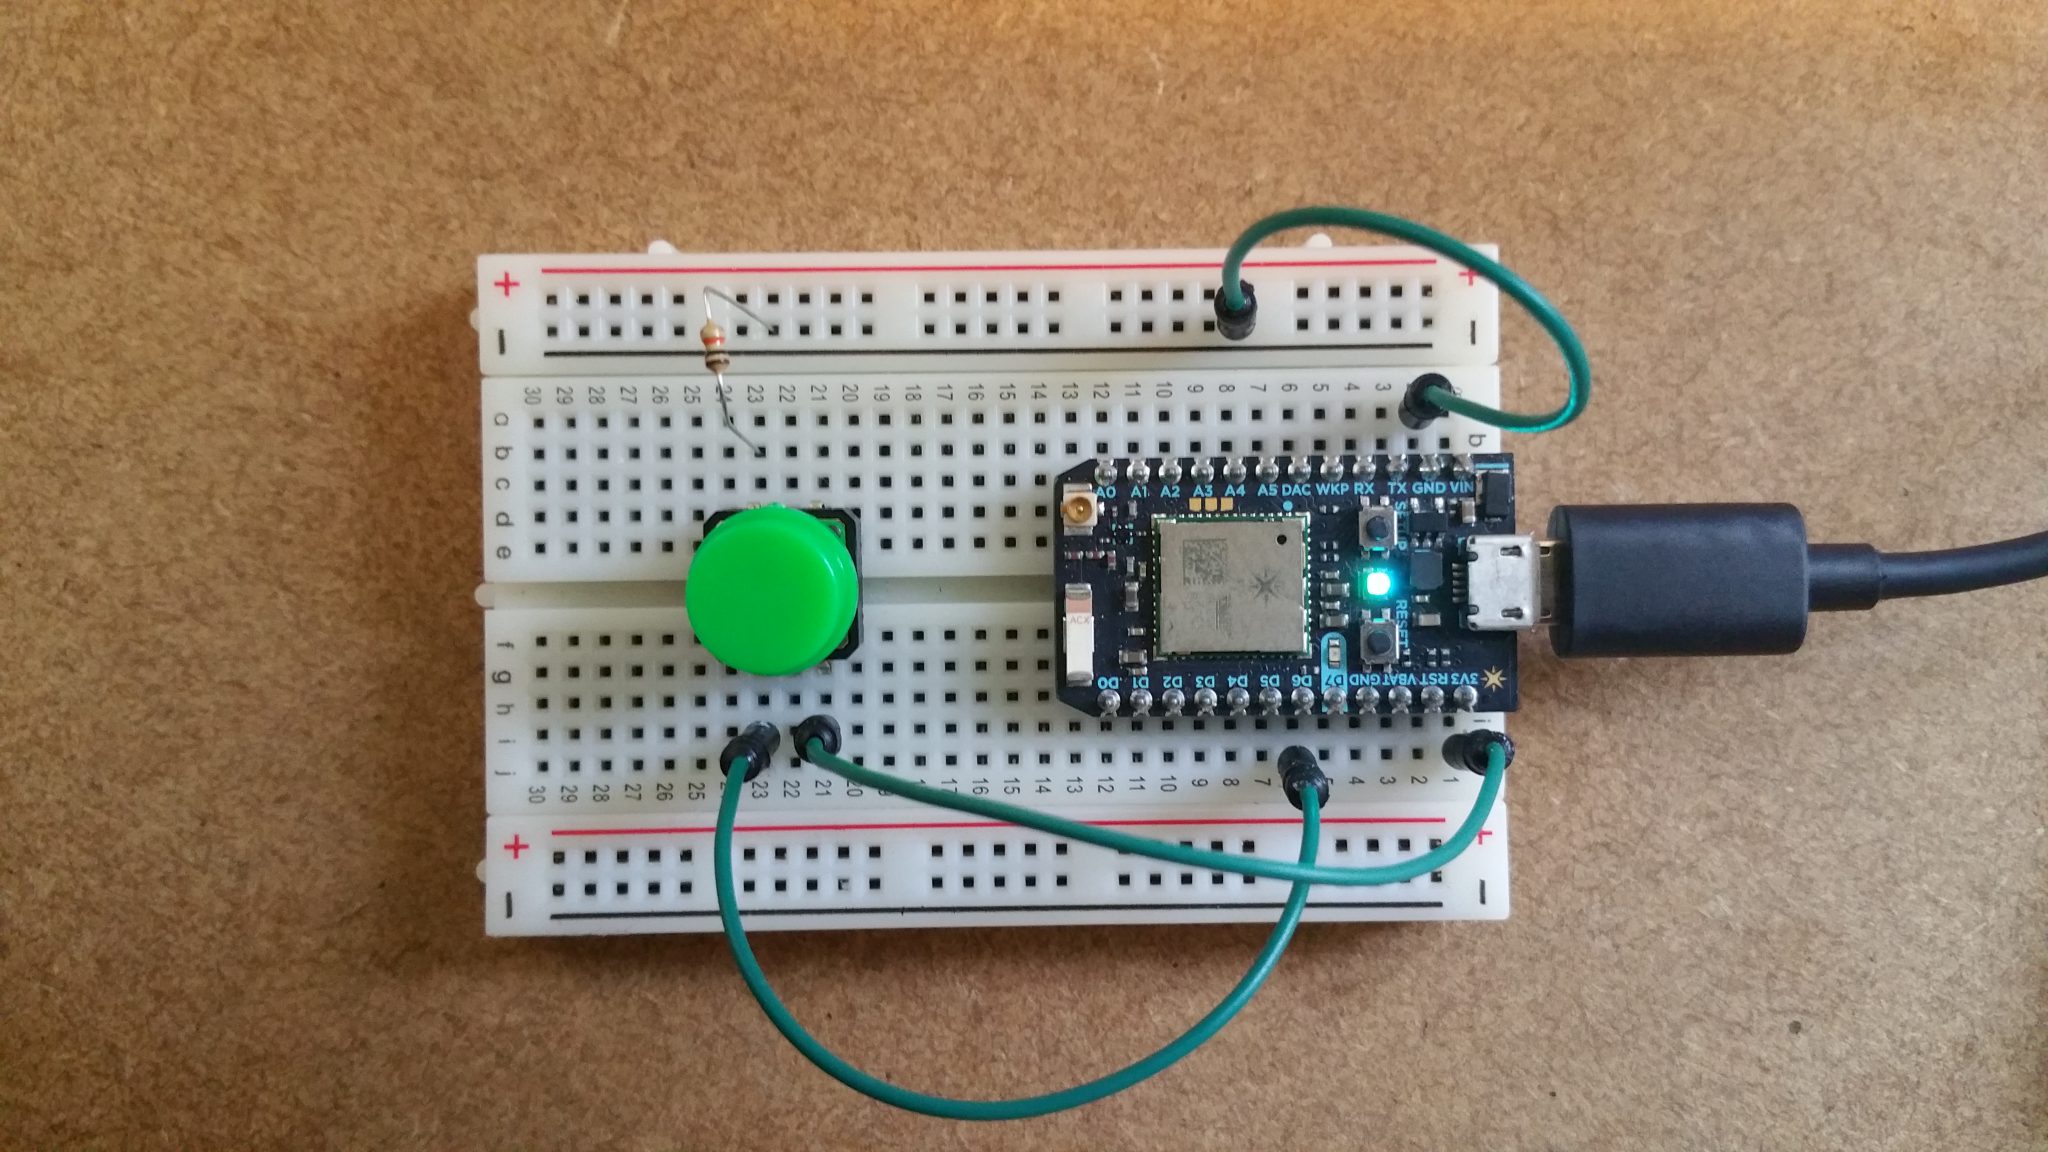 + +
− −
30 29 28 27 26 25 24 23 22 21 20 19 18 17 16 15 14 13 12 11 10 9 8 7 6 5 4 3
a
b b
c
d
e
A0 A1 A2 A3 A4 A5 DAC WKP RX TX GND VIN
SETUP
RESET
ACX
D0 D1 D2 D3 D4 D5 D6 D7 GND VBAT RST 3V3
f
g
h
i i
j
30 29 28 27 26 25 23 22 21 20 18 17 16 15 14 13 12 11 10 9 8 7 4 3 2 1
+ +
− −